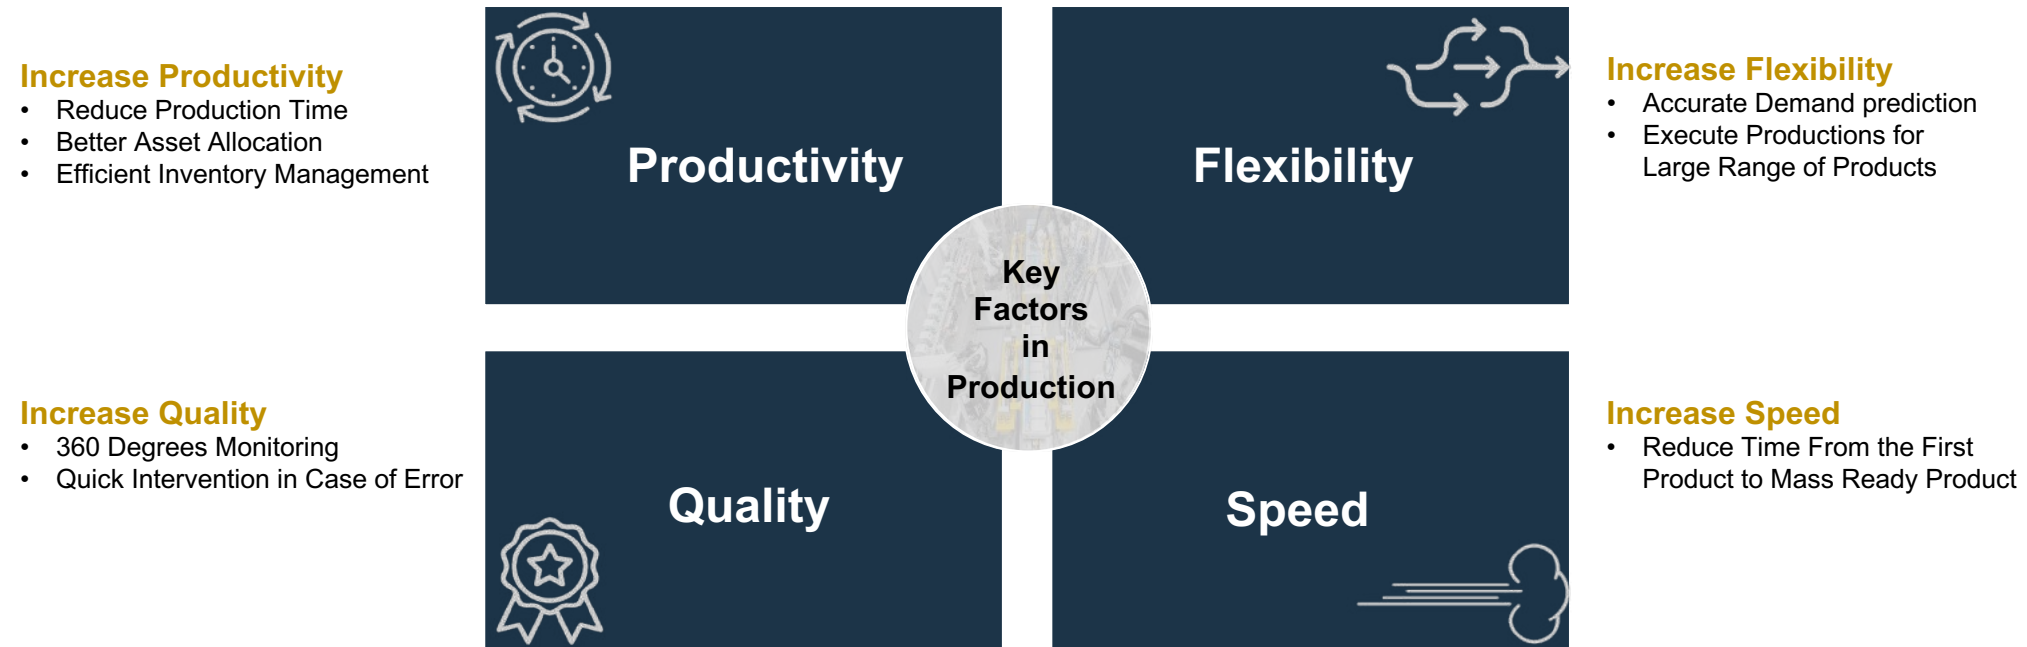 Increase Productivity
• Reduce Production Time
• Better Asset Allocation
• Efficient Inventory Management
Productivity
Flexibility
Increase Flexibility
• Accurate Demand prediction
• Execute Productions for
Large Range of Products
Key
Factors
in
Production
Increase Quality
• 360 Degrees Monitoring
• Quick Intervention in Case of Error
Quality
Speed
Increase Speed
• Reduce Time From the First
Product to Mass Ready Product